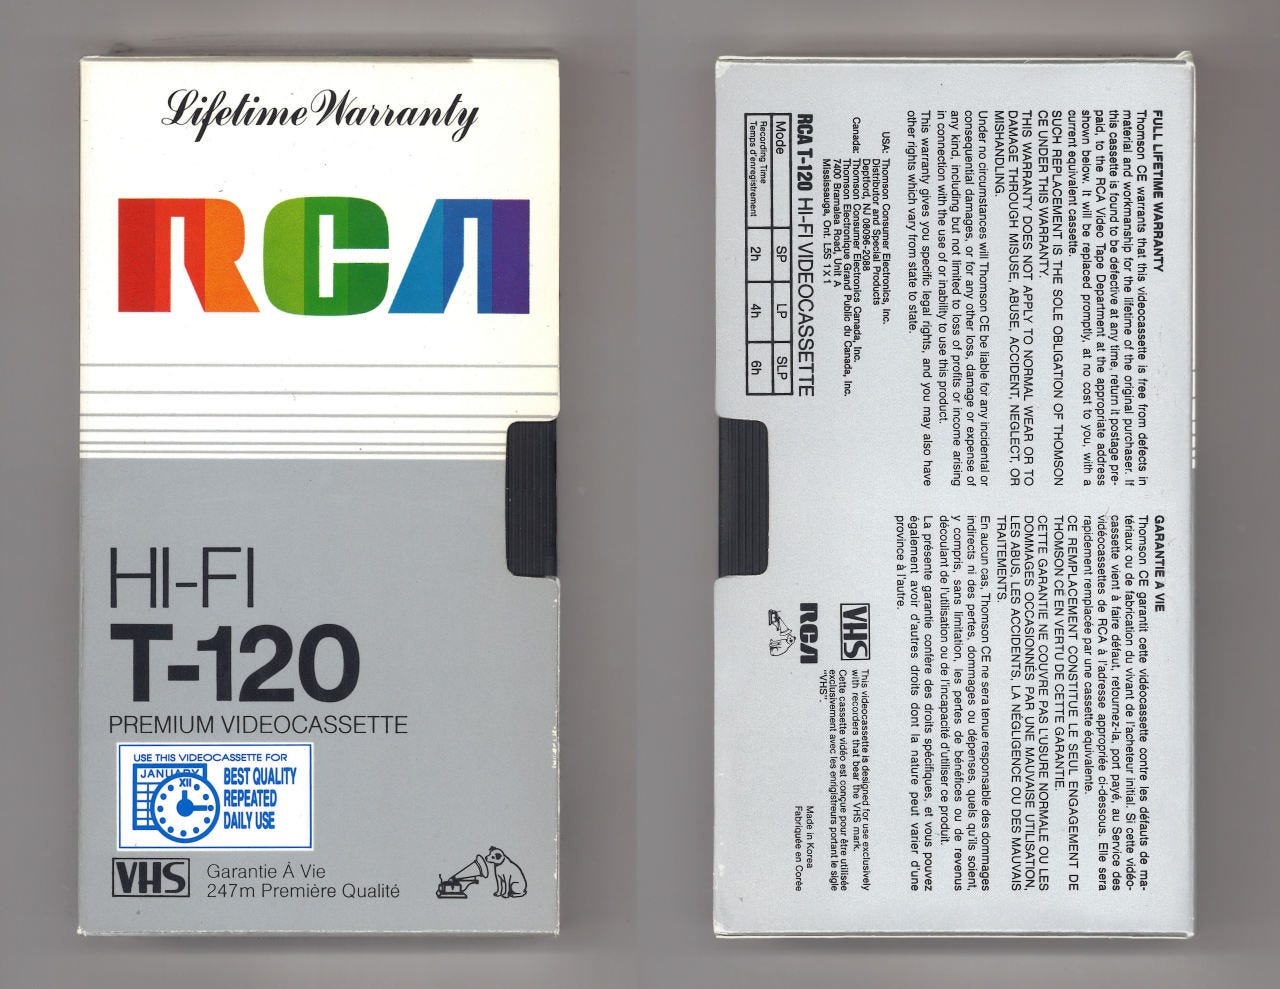 Lifetime Warranty
RCA
HI-FI
T-120
PREMIUM VIDEOCASSETTE
USE THIS VIDEOCASSETTE FOR
JANUARY
XII
BEST QUALITY
REPEATED
DAILY USE
VHS
Garantie À Vie
247m Première Qualité
FULL LIFETIME WARRANTY
Thomson CE warrants that this videocassette is free from defects in
material and workmanship for the lifetime of the original purchaser. If
this cassette is found to be defective at any time, return it postage pre-
paid, to the RCA Video Tape Department at the appropriate address
shown below. It will be replaced promptly, at no cost to you, with a
current equivalent cassette.
SUCH REPLACEMENT IS THE SOLE OBLIGATION OF THOMSON
CE UNDER THIS WARRANTY.
THIS WARRANTY DOES NOT APPLY TO NORMAL WEAR OR TO
DAMAGE THROUGH MISUSE, ABUSE, ACCIDENT, NEGLECT, OR
MISHANDLING.
Under no circumstances will Thomson CE be liable for any incidental or
consequential damages, or for any other loss, damage or expense of
any kind, including but not limited to loss of profits or income arising
in connection with the use of or inability to use this product.
This warranty gives you specific legal rights, and you may also have
other rights which vary from state to state.
USA: Thomson Consumer Electronics, Inc.
Distributor and Special Products
Deptford, NJ 08096-2088
Canada: Thomson Consumer Electronics Canada, Inc.
Thomson Electronique Grand Public du Canada, Inc.
7400 Bramalea Road, Unit A
Mississauga, Ont. L5S 1X1
RCA T-120 HI-FI VIDEOCASSETTE
Mode SP LP SLP
Recording Time
Temps d'enregistrement 2h 4h 6h
GARANTIE A VIE
Thomson CE garantit cette vidéocassette contre les défauts de ma-
tériaux ou de fabrication du vivant de l'acheteur initial. Si cette vidéo-
cassette vient à faire défaut, retournez-la, port payé, au Service des
vidéocassettes de RCA à l'adresse appropriée ci-dessous. Elle sera
rapidement remplacée par une cassette équivalente.
CE REMPLACEMENT CONSTITUE LE SEUL ENGAGEMENT DE
THOMSON CE EN VERTU DE CETTE GARANTIE.
CETTE GARANTIE NE COUVRE PAS L'USURE NORMALE OU LES
DOMMAGES OCCASIONNÉS PAR UNE MAUVAISE UTILISATION,
LES ABUS, LES ACCIDENTS, LA NÉGLIGENCE OU DES MAUVAIS
TRAITEMENTS.
En aucun cas, Thomson CE ne sera tenue responsable des dommages
indirects ni des pertes, dommages ou dépenses, quels qu'ils soient,
y compris, sans limitation, les pertes de bénéfices ou de revenus
découlant de l'utilisation ou de l'incapacité d'utiliser ce produit.
La présente garantie confère des droits spécifiques, et vous pouvez
également avoir d'autres droits dont la nature peut varier d'une
province à l'autre.
VHS
This videocassette is designed for use exclusively
with recorders that bear the VHS mark.
Cette cassette vidéo est conçue pour être utilisée
exclusivement avec les enregistreurs portant le sigle
"VHS".
RCA
Made in Korea
Fabriquée en Corée